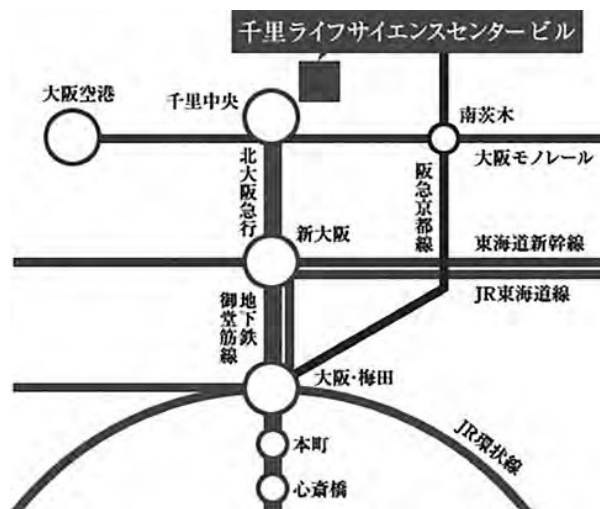 千里ライフサイエンスセンタービル
大阪空港
千里中央
南茨木
大阪モノレール
北大阪急行
阪急京都線
新大阪
東海道新幹線
JR東海道線
地下鉄
御堂筋線
大阪・梅田
JR環状線
本町
心斎橋